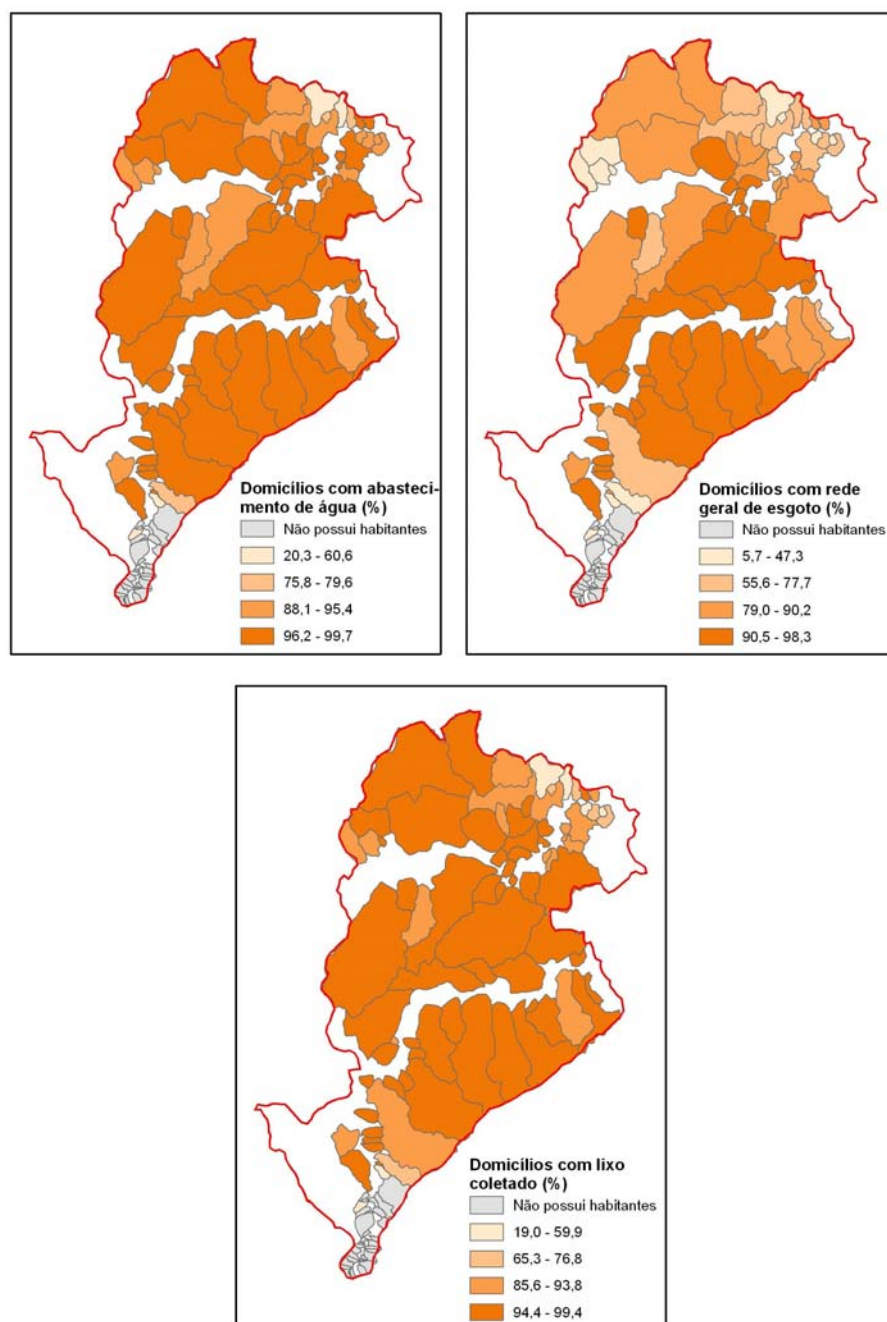 Domicílios com abasteci-
mento de água (%)
Não possui habitantes
20,3 - 60,6
75,8 - 79,6
88,1 - 95,4
96,2 - 99,7
Domicílios com rede
geral de esgoto (%)
Não possui habitantes
5,7 - 47,3
55,6 - 77,7
79,0 - 90,2
90,5 - 98,3
Domicílios com lixo
coletado (%)
Não possui habitantes
19,0 - 59,9
65,3 - 76,8
85,6 - 93,8
94,4 - 99,4